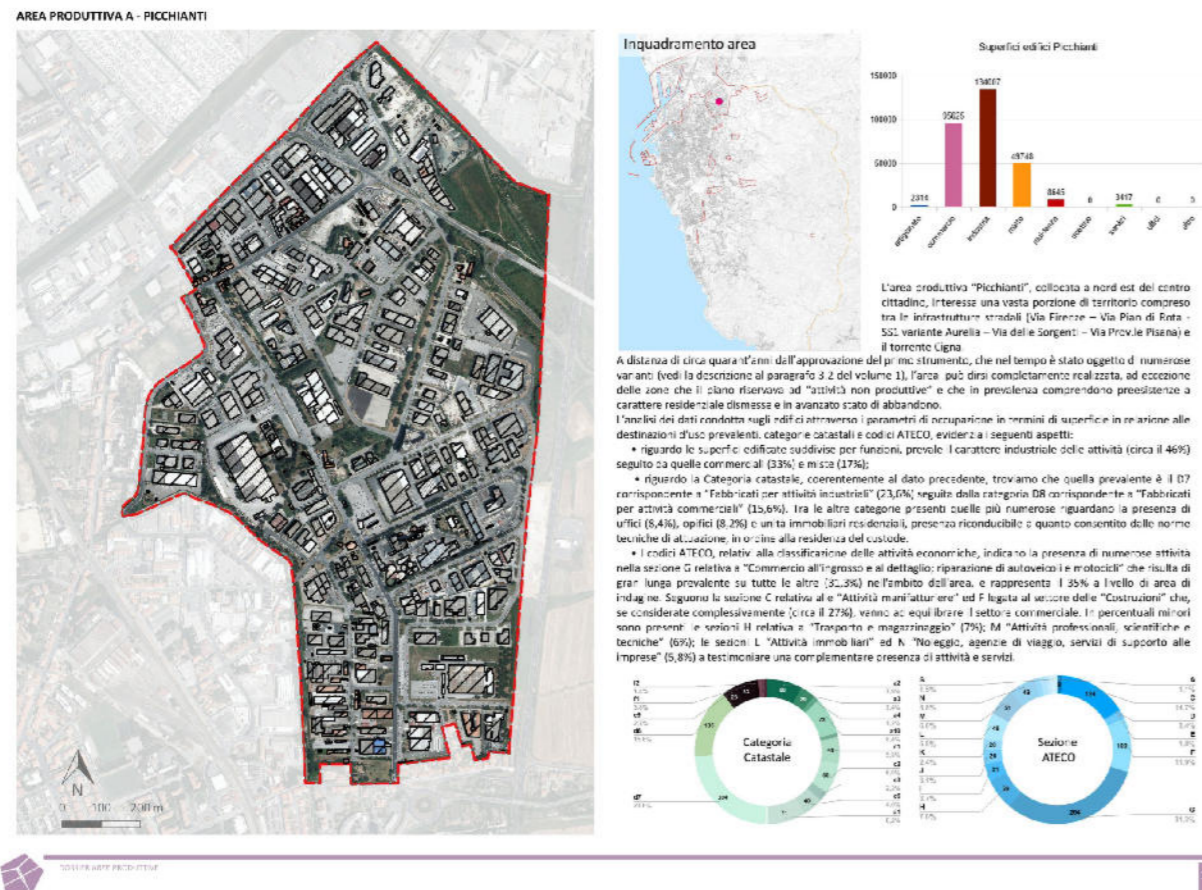 AREA PRODUTTIVA A - PICCHIANTI
Inquadramento area
Superfici edifici Picchianti
150000
100000
50000
0
2316
95025
49748
8645
0
3417
0
0
artigianato
commercio
industria
misto
servizi
uffici
altro
L'area produttiva "Picchianti", collocata a nord est del centro
cittadino, interessa una vasta porzione di territorio compreso
tra le infrastrutture stradali (Via Firenze – Via Pian di Rota -
SS1 variante Aurelia – Via delle Sorgenti – Via Prov.le Pisana) e
il torrente Cigna.
A distanza di circa quarant'anni dall'approvazione del primo strumento, che nel tempo è stato oggetto di numerose
varianti (vedi la descrizione al paragrafo 3.2 del volume 1), l'area può dirsi completamente realizzata, ad eccezione
delle zone che il piano riservava ad "attività non produttive" e che in prevalenza comprendono preesistenze a
carattere residenziale dismesse e in avanzato stato di abbandono.
L'analisi dei dati condotta sugli edifici attraverso i parametri di occupazione in termini di superficie in relazione alle
destinazioni d'uso prevalenti, categorie catastali e codici ATECO, evidenzia i seguenti aspetti:
• riguardo le superfici edificate suddivise per funzioni, prevale il carattere industriale delle attività (circa il 46%)
seguito da quelle commerciali (33%) e miste (17%);
• riguardo la Categoria catastale, coerentemente al dato precedente, troviamo che quella prevalente è il D7
corrispondente a "Fabbricati per attività industriali" (23,6%) seguita dalla categoria D8 corrispondente a "Fabbricati
per attività commerciali" (15,6%). Tra le altre categorie presenti quelle più numerose riguardano la presenza di
uffici (8,4%), opifici (8,2%) e unità immobiliari residenziali, presenza riconducibile a quanto consentito dalle norme
tecniche di attuazione, in ordine alla residenza del custode.
• I codici ATECO, relativi alla classificazione delle attività economiche, indicano la presenza di numerose attività
nella sezione G relativa a "Commercio all'ingrosso e al dettaglio; riparazione di autoveicoli e motocicli" che risulta di
gran lunga prevalente su tutte le altre (31,3%) nell'ambito dell'area, e rappresenta il 35% a livello di area di
indagine. Seguono la sezione C relativa alle "Attività manifatturiere" ed F legata al settore delle "Costruzioni" che,
se considerate complessivamente (circa il 27%), vanno ad equilibrare il settore commerciale. In percentuali minori
sono presenti le sezioni H relativa a "Trasporto e magazzinaggio" (7%); M "Attività professionali, scientifiche e
tecniche" (6%); le sezioni L "Attività immobiliari" ed N "Noleggio, agenzie di viaggio, servizi di supporto alle
imprese" (5,8%) a testimoniare una complementare presenza di attività e servizi.
Categoria
Catastale
Sezione
ATECO
d7
d8
N
M
L
K
J
I
H
G
F
N
0 100 200 m
DOSSIER AREE PRODUTTIVE